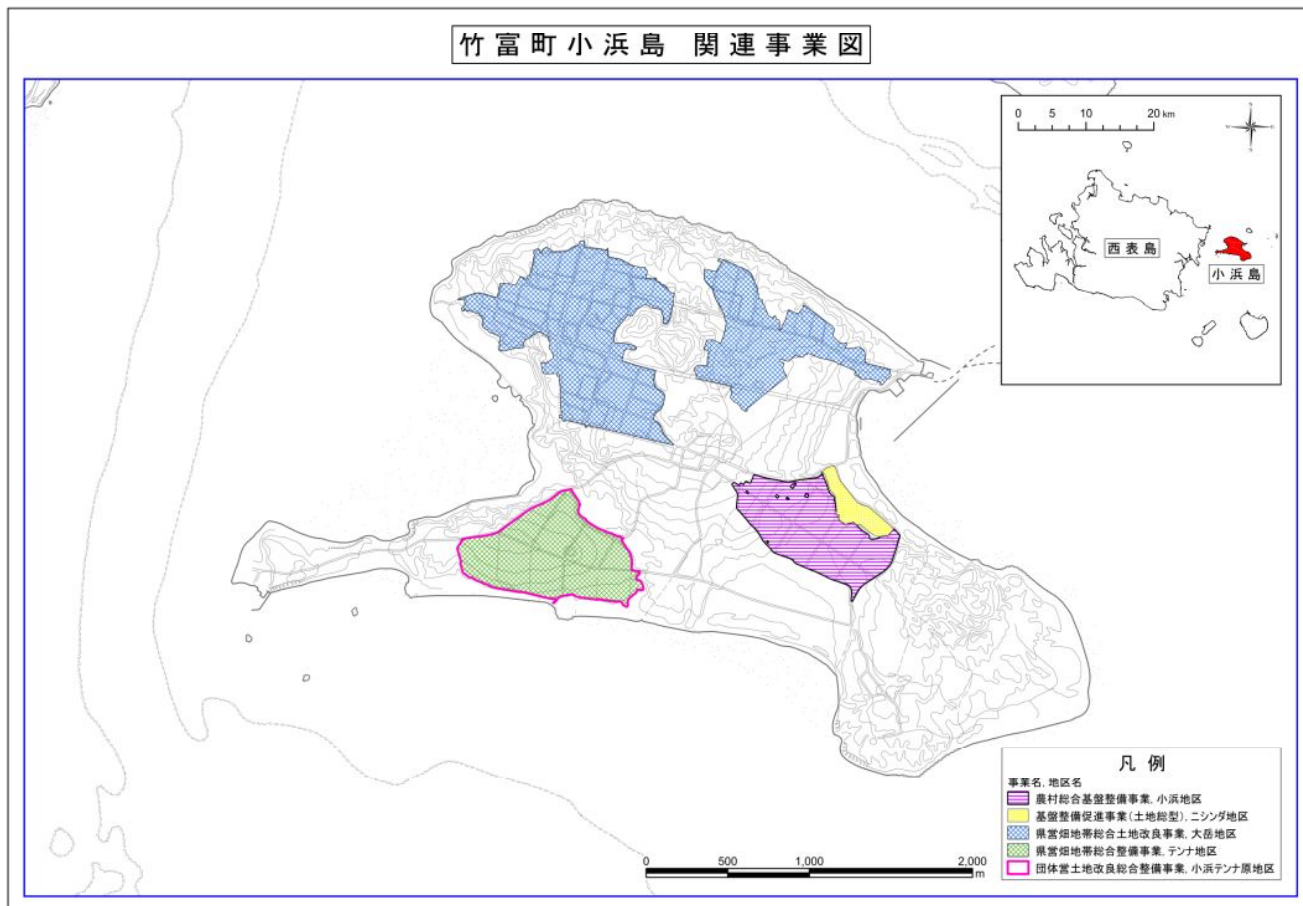 竹富町小浜島 関連事業図
0 5 10 20 km
西表島
小浜島
凡例
事業名, 地区名
農村総合基盤整備事業, 小浜地区
基盤整備促進事業(土地総型), ニシンダ地区
県営畑地帯総合土地改良事業, 大岳地区
県営畑地帯総合整備事業, テンナ地区
団体営土地改良総合整備事業, 小浜テンナ原地区
0 500 1,000 2,000
m